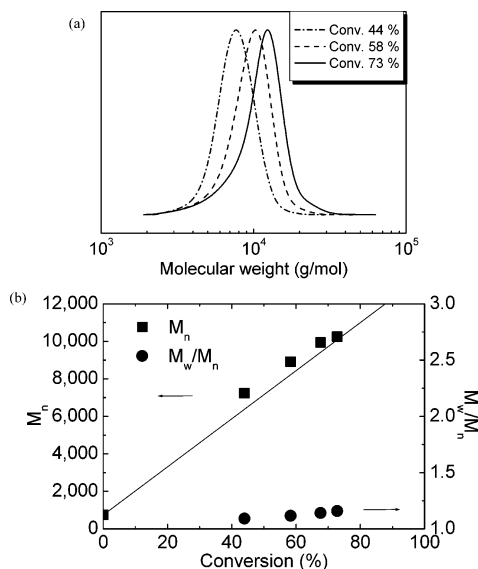 (a)
Conv. 44 %
Conv. 58 %
Conv. 73 %
10³ 10⁴ 10⁵
Molecular weight (g/mol)
(b)
12,000
10,000
8,000
6,000
4,000
2,000
0
Mₙ
Mₙ
M_w/Mₙ
3.0
2.5
2.0
1.5
1.0
M_w/Mₙ
0 20 40 60 80 100
Conversion (%)